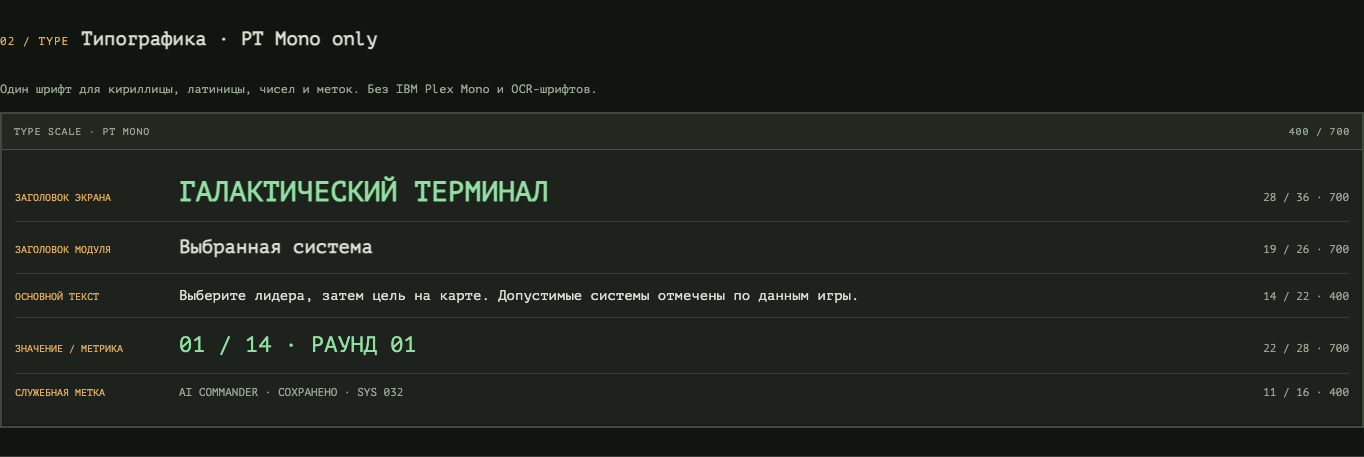 02 / TYPE Типографика · PT Mono only
Один шрифт для кириллицы, латиницы, чисел и меток. Без IBM Plex Mono и OCR-шрифтов.
TYPE SCALE · PT MONO 400 / 700
ЗАГОЛОВОК ЭКРАНА ГАЛАКТИЧЕСКИЙ ТЕРМИНАЛ 28 / 36 · 700
ЗАГОЛОВОК МОДУЛЯ Выбранная система 19 / 26 · 700
ОСНОВНОЙ ТЕКСТ Выберите лидера, затем цель на карте. Допустимые системы отмечены по данным игры. 14 / 22 · 400
ЗНАЧЕНИЕ / МЕТРИКА 01 / 14 · РАУНД 01 22 / 28 · 700
СЛУЖЕБНАЯ МЕТКА AI COMMANDER · СОХРАНЕНО · SYS 032 11 / 16 · 400